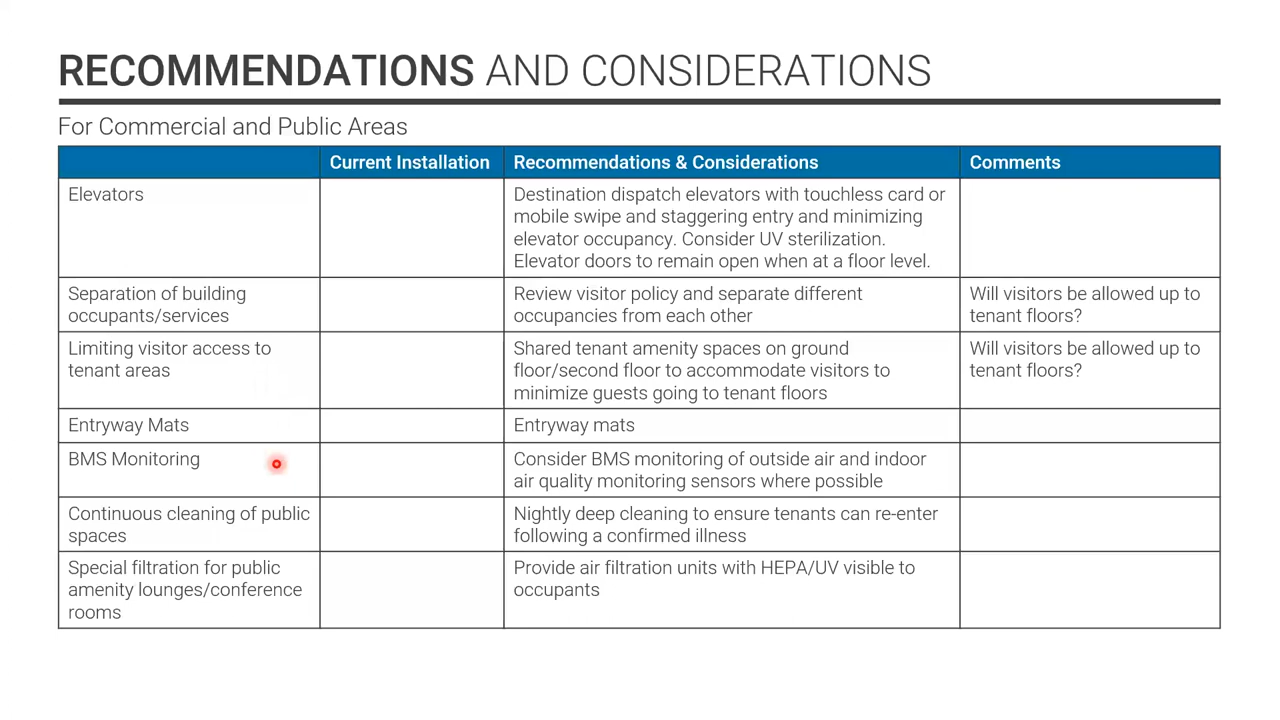 RECOMMENDATIONS AND CONSIDERATIONS
For Commercial and Public Areas
Current Installation
Recommendations & Considerations
Comments
Elevators
Destination dispatch elevators with touchless card or
mobile swipe and staggering entry and minimizing
elevator occupancy. Consider UV sterilization.
Elevator doors to remain open when at a floor level.
Separation of building
occupants/services
Review visitor policy and separate different
occupancies from each other
Will visitors be allowed up to
tenant floors?
Limiting visitor access to
tenant areas
Shared tenant amenity spaces on ground
floor/second floor to accommodate visitors to
minimize guests going to tenant floors
Will visitors be allowed up to
tenant floors?
Entryway Mats
Entryway mats
BMS Monitoring
Consider BMS monitoring of outside air and indoor
air quality monitoring sensors where possible
Continuous cleaning of public
spaces
Nightly deep cleaning to ensure tenants can re-enter
following a confirmed illness
Special filtration for public
amenity lounges/conference
rooms
Provide air filtration units with HEPA/UV visible to
occupants